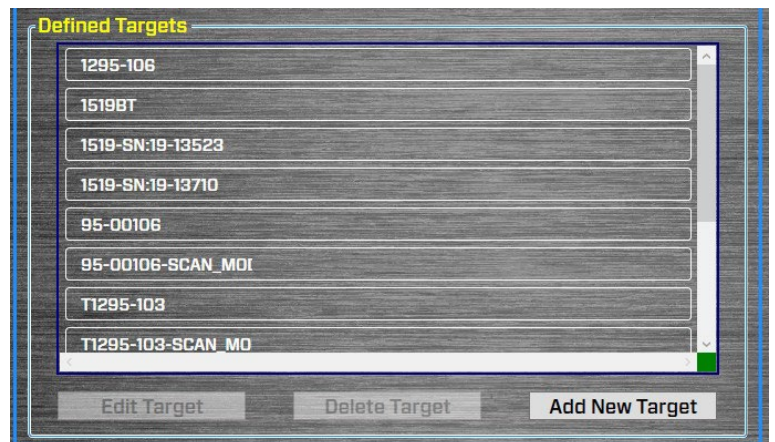 Defined Targets
1295-106
1519BT
1519-SN:19-13523
1519-SN:19-13710
95-00106
95-00106-SCAN_MO
T1295-103
T1295-103-SCAN_MO
Edit Target Delete Target Add New Target